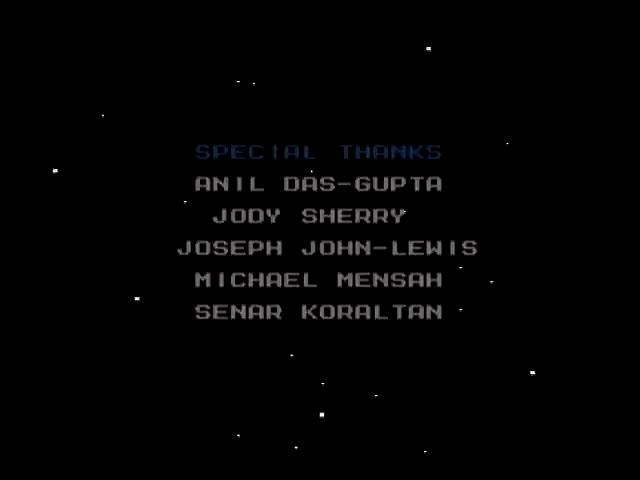 SPECIAL THANKS
ANIL DAS-GUPTA
JODY SHERRY
JOSEPH JOHN-LEWIS
MICHAEL MENSAH
SENAR KORALTAN